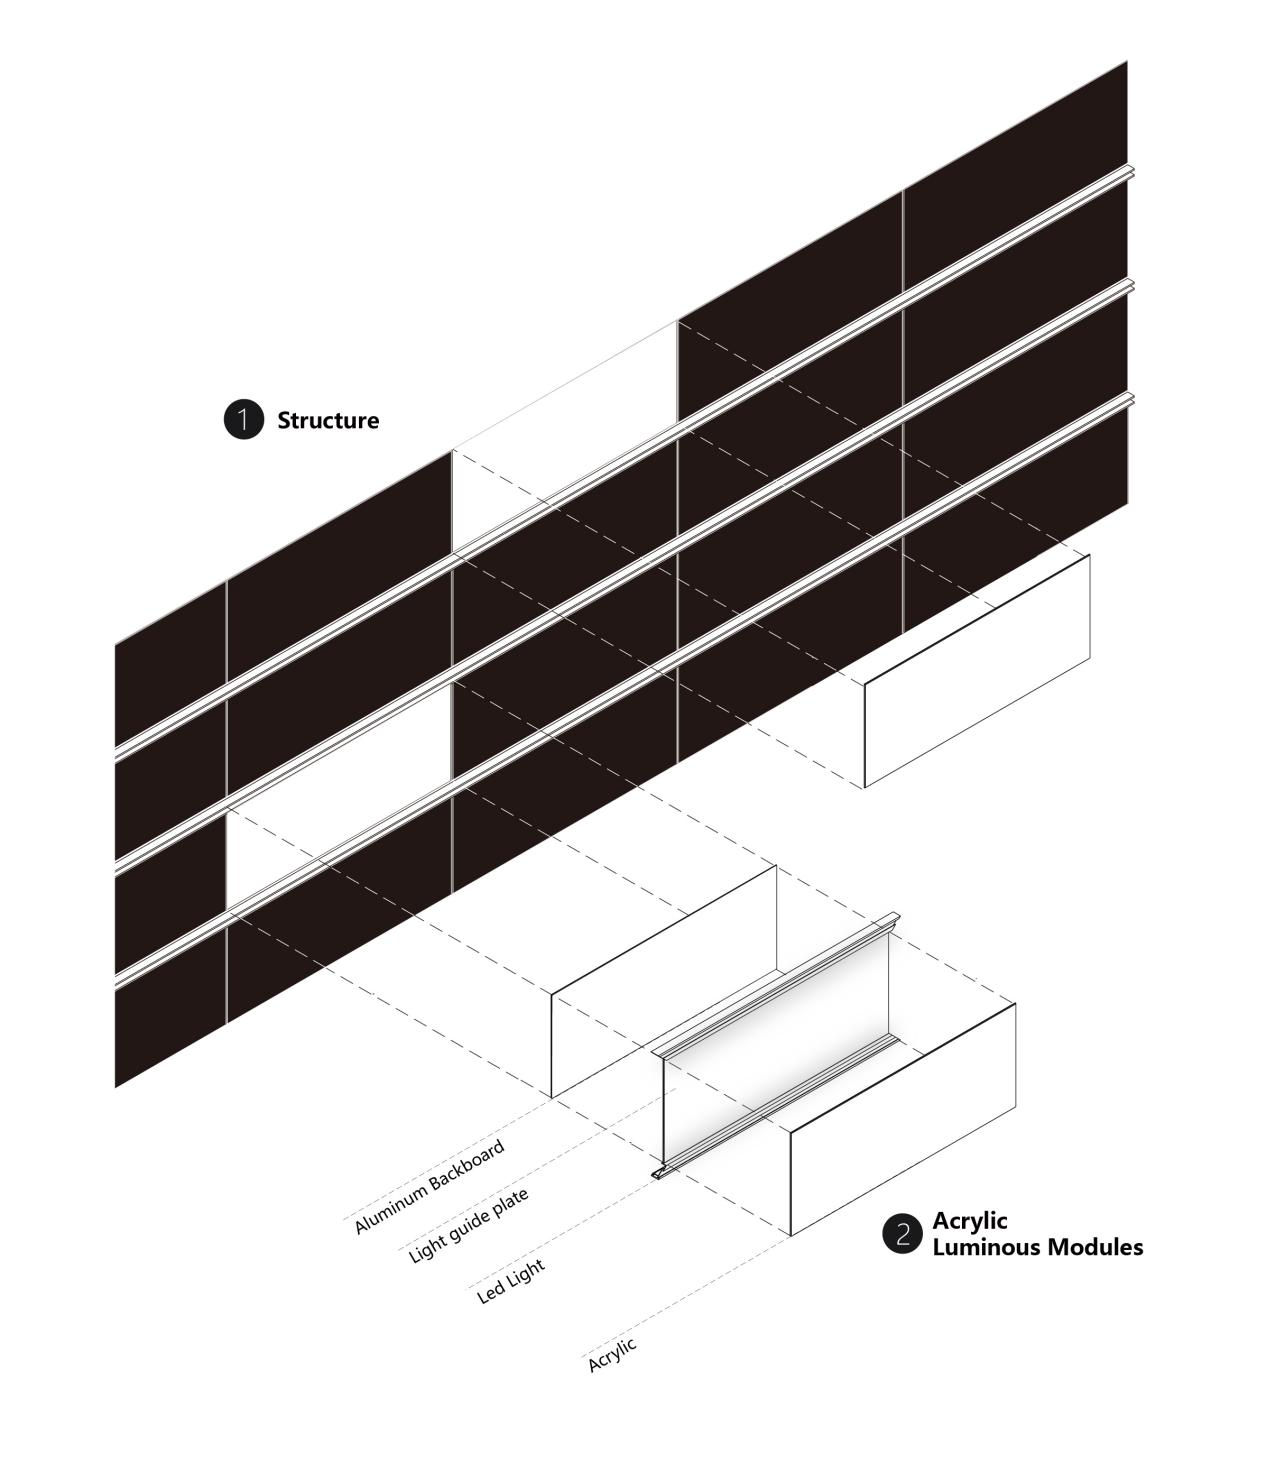 1 Structure
Aluminum Backboard
Light guide plate
Led Light
Acrylic
2 Acrylic
Luminous Modules